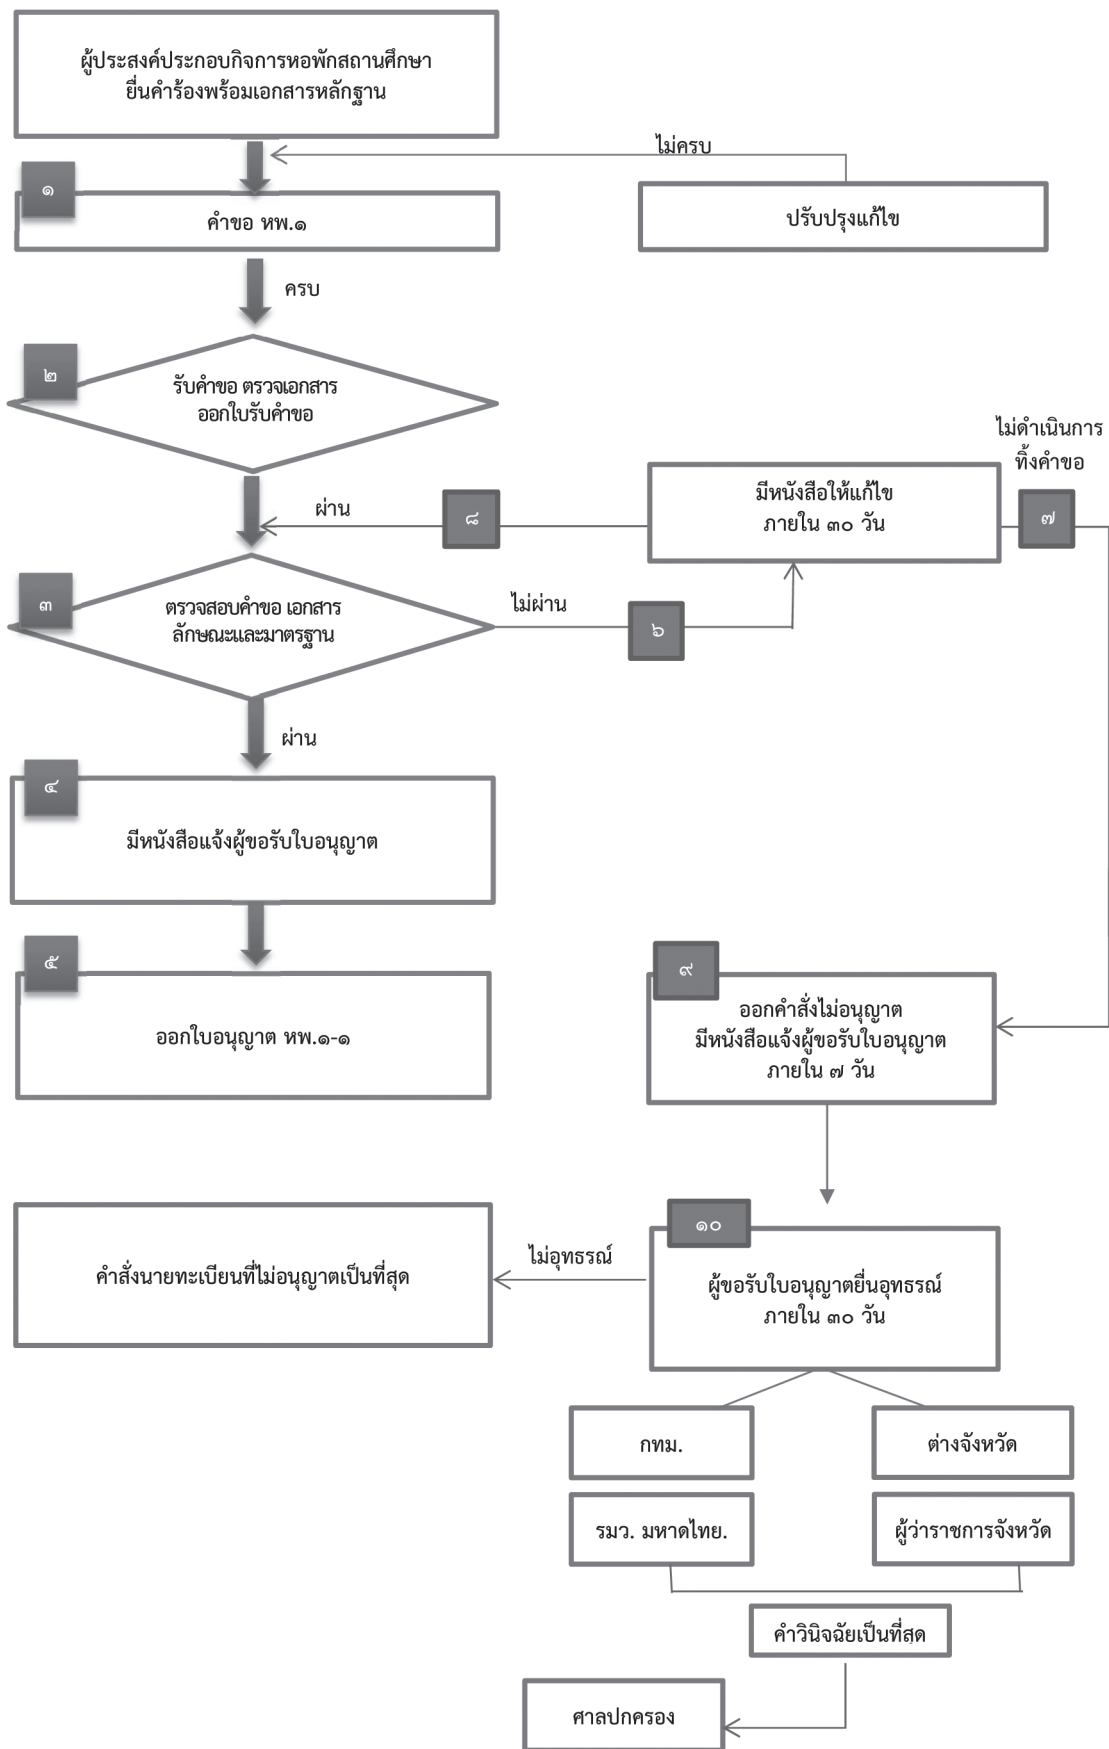 ผู้ประสงค์ประกอบกิจการหอพักสถานศึกษา
ยื่นคำร้องพร้อมเอกสารหลักฐาน
ไม่ครบ
๑
คำขอ หพ.๑
ปรับปรุงแก้ไข
ครบ
๒
รับคำขอ ตรวจเอกสาร
ออกใบรับคำขอ
ไม่ดำเนินการ
ทิ้งคำขอ
มีหนังสือให้แก้ไข
ภายใน ๓๐ วัน
ผ่าน
๘
๗
๓
ตรวจสอบคำขอ เอกสาร
ลักษณะและมาตรฐาน
ไม่ผ่าน
๖
ผ่าน
๔
มีหนังสือแจ้งผู้ขอรับใบอนุญาต
๕
ออกใบอนุญาต หพ.๑-๑
๙
ออกคำสั่งไม่อนุญาต
มีหนังสือแจ้งผู้ขอรับใบอนุญาต
ภายใน ๗ วัน
๑๐
ผู้ขอรับใบอนุญาตยื่นอุทธรณ์
ภายใน ๓๐ วัน
ไม่อุทธรณ์
คำสั่งนายทะเบียนที่ไม่อนุญาตเป็นที่สุด
กทม.
ต่างจังหวัด
รมว. มหาดไทย.
ผู้ว่าราชการจังหวัด
คำวินิจฉัยเป็นที่สุด
ศาลปกครอง